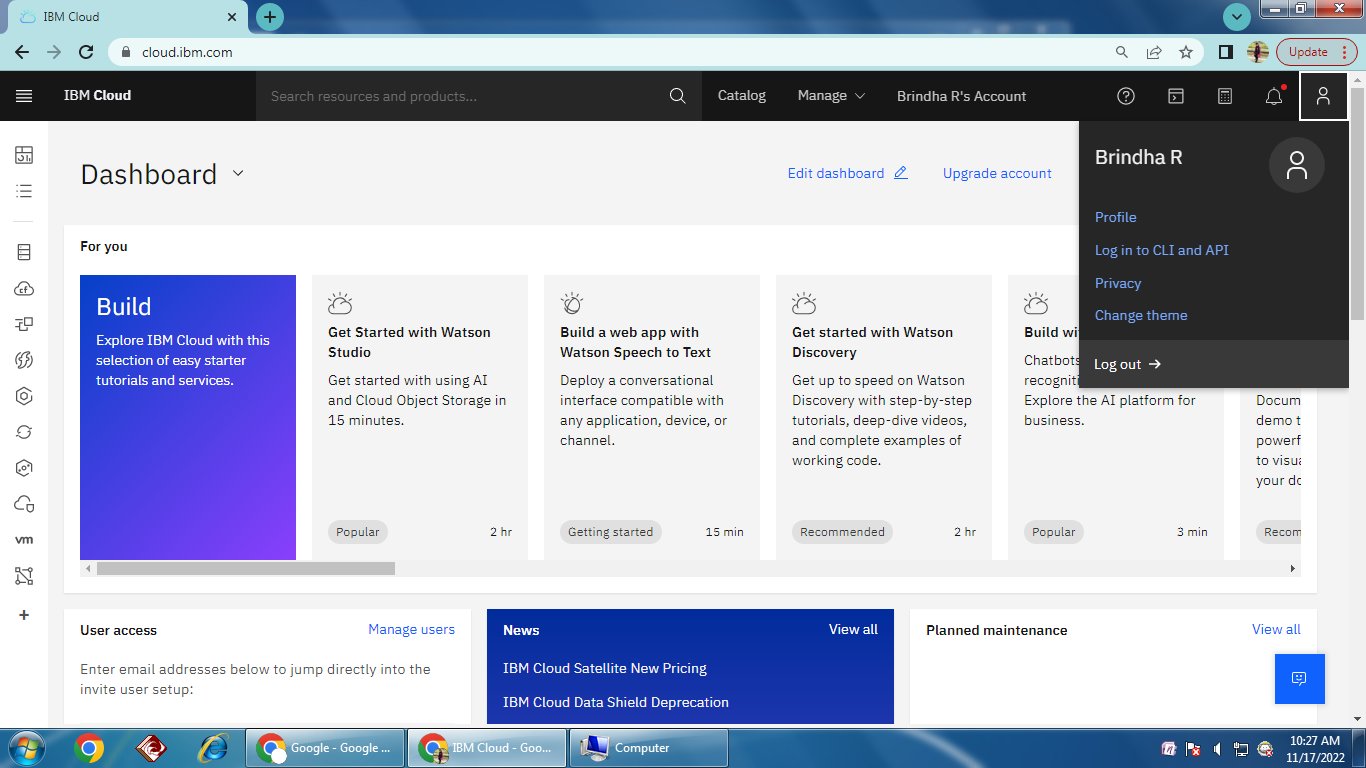 IBM Cloud
cloud.ibm.com
Update
IBM Cloud
Search resources and products...
Catalog
Manage
Brindha R's Account
Brindha R
Profile
Log in to CLI and API
Privacy
Change theme
Log out
Dashboard
Edit dashboard
Upgrade account
For you
Build
Explore IBM Cloud with this
selection of easy starter
tutorials and services.
Get Started with Watson
Studio
Get started with using AI
and Cloud Object Storage in
15 minutes.
Popular
2 hr
Build a web app with
Watson Speech to Text
Deploy a conversational
interface compatible with
any application, device, or
channel.
Getting started
15 min
Get started with Watson
Discovery
Get up to speed on Watson
Discovery with step-by-step
tutorials, deep-dive videos,
and complete examples of
working code.
Recommended
2 hr
Build
Chatbots
Explore the AI platform for
business.
Popular
3 min
demo
your
cf
vm
User access
Manage users
Enter email addresses below to jump directly into the
invite user setup:
News
View all
IBM Cloud Satellite New Pricing
IBM Cloud Data Shield Deprecation
Planned maintenance
View all
Google - Google ...
IBM Cloud - Goo...
Computer
10:27 AM
11/17/2022